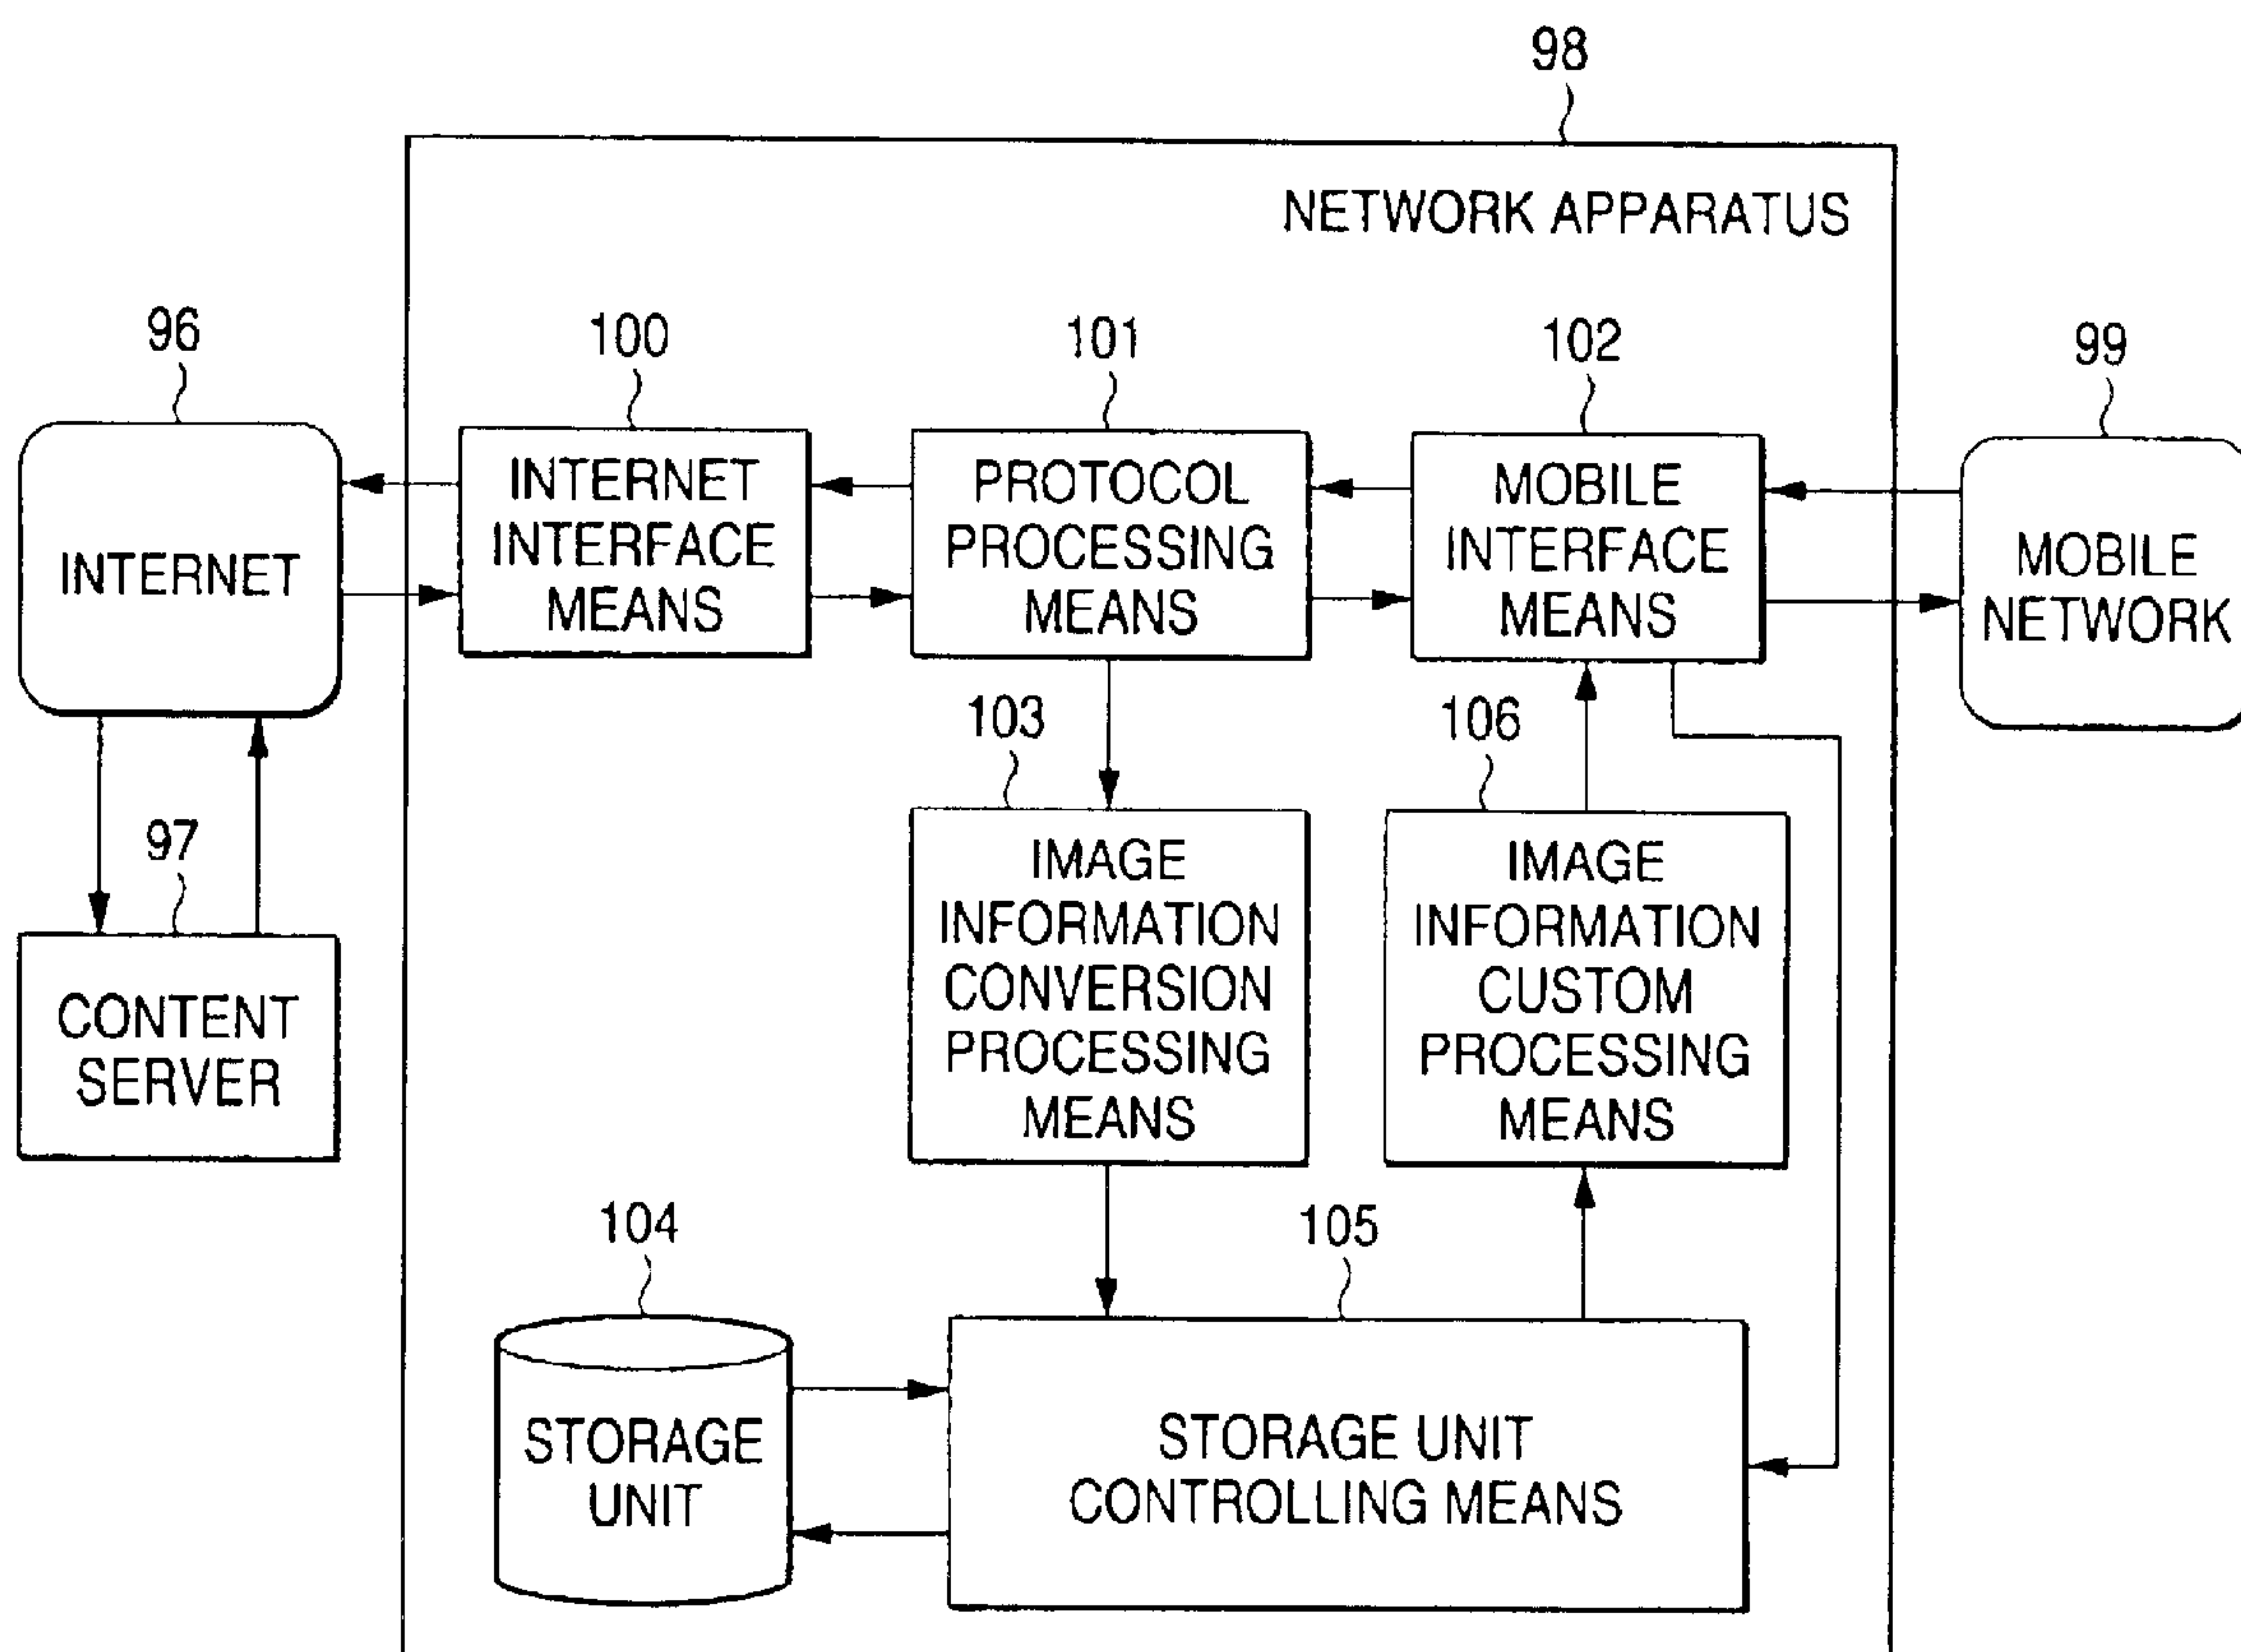 98
NETWORK APPARATUS
96
100
101
102
99
INTERNET
INTERNET
INTERFACE
MEANS
PROTOCOL
PROCESSING
MEANS
MOBILE
INTERFACE
MEANS
MOBILE
NETWORK
97
103
106
CONTENT
SERVER
IMAGE
INFORMATION
CONVERSION
PROCESSING
MEANS
IMAGE
INFORMATION
CUSTOM
PROCESSING
MEANS
104
105
STORAGE
UNIT
STORAGE UNIT
CONTROLLING MEANS